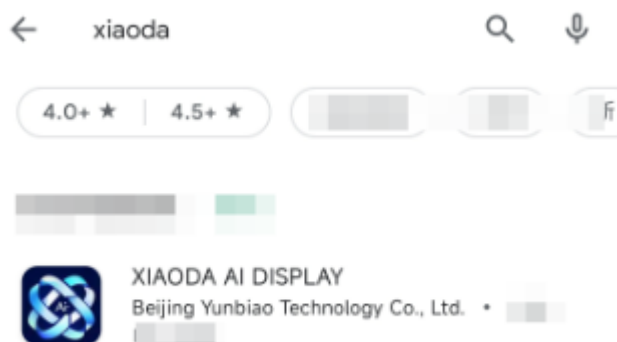 xiaoda
4.0+ ★ 4.5+ ★
XIAODA AI DISPLAY
Beijing Yunbiao Technology Co., Ltd. •